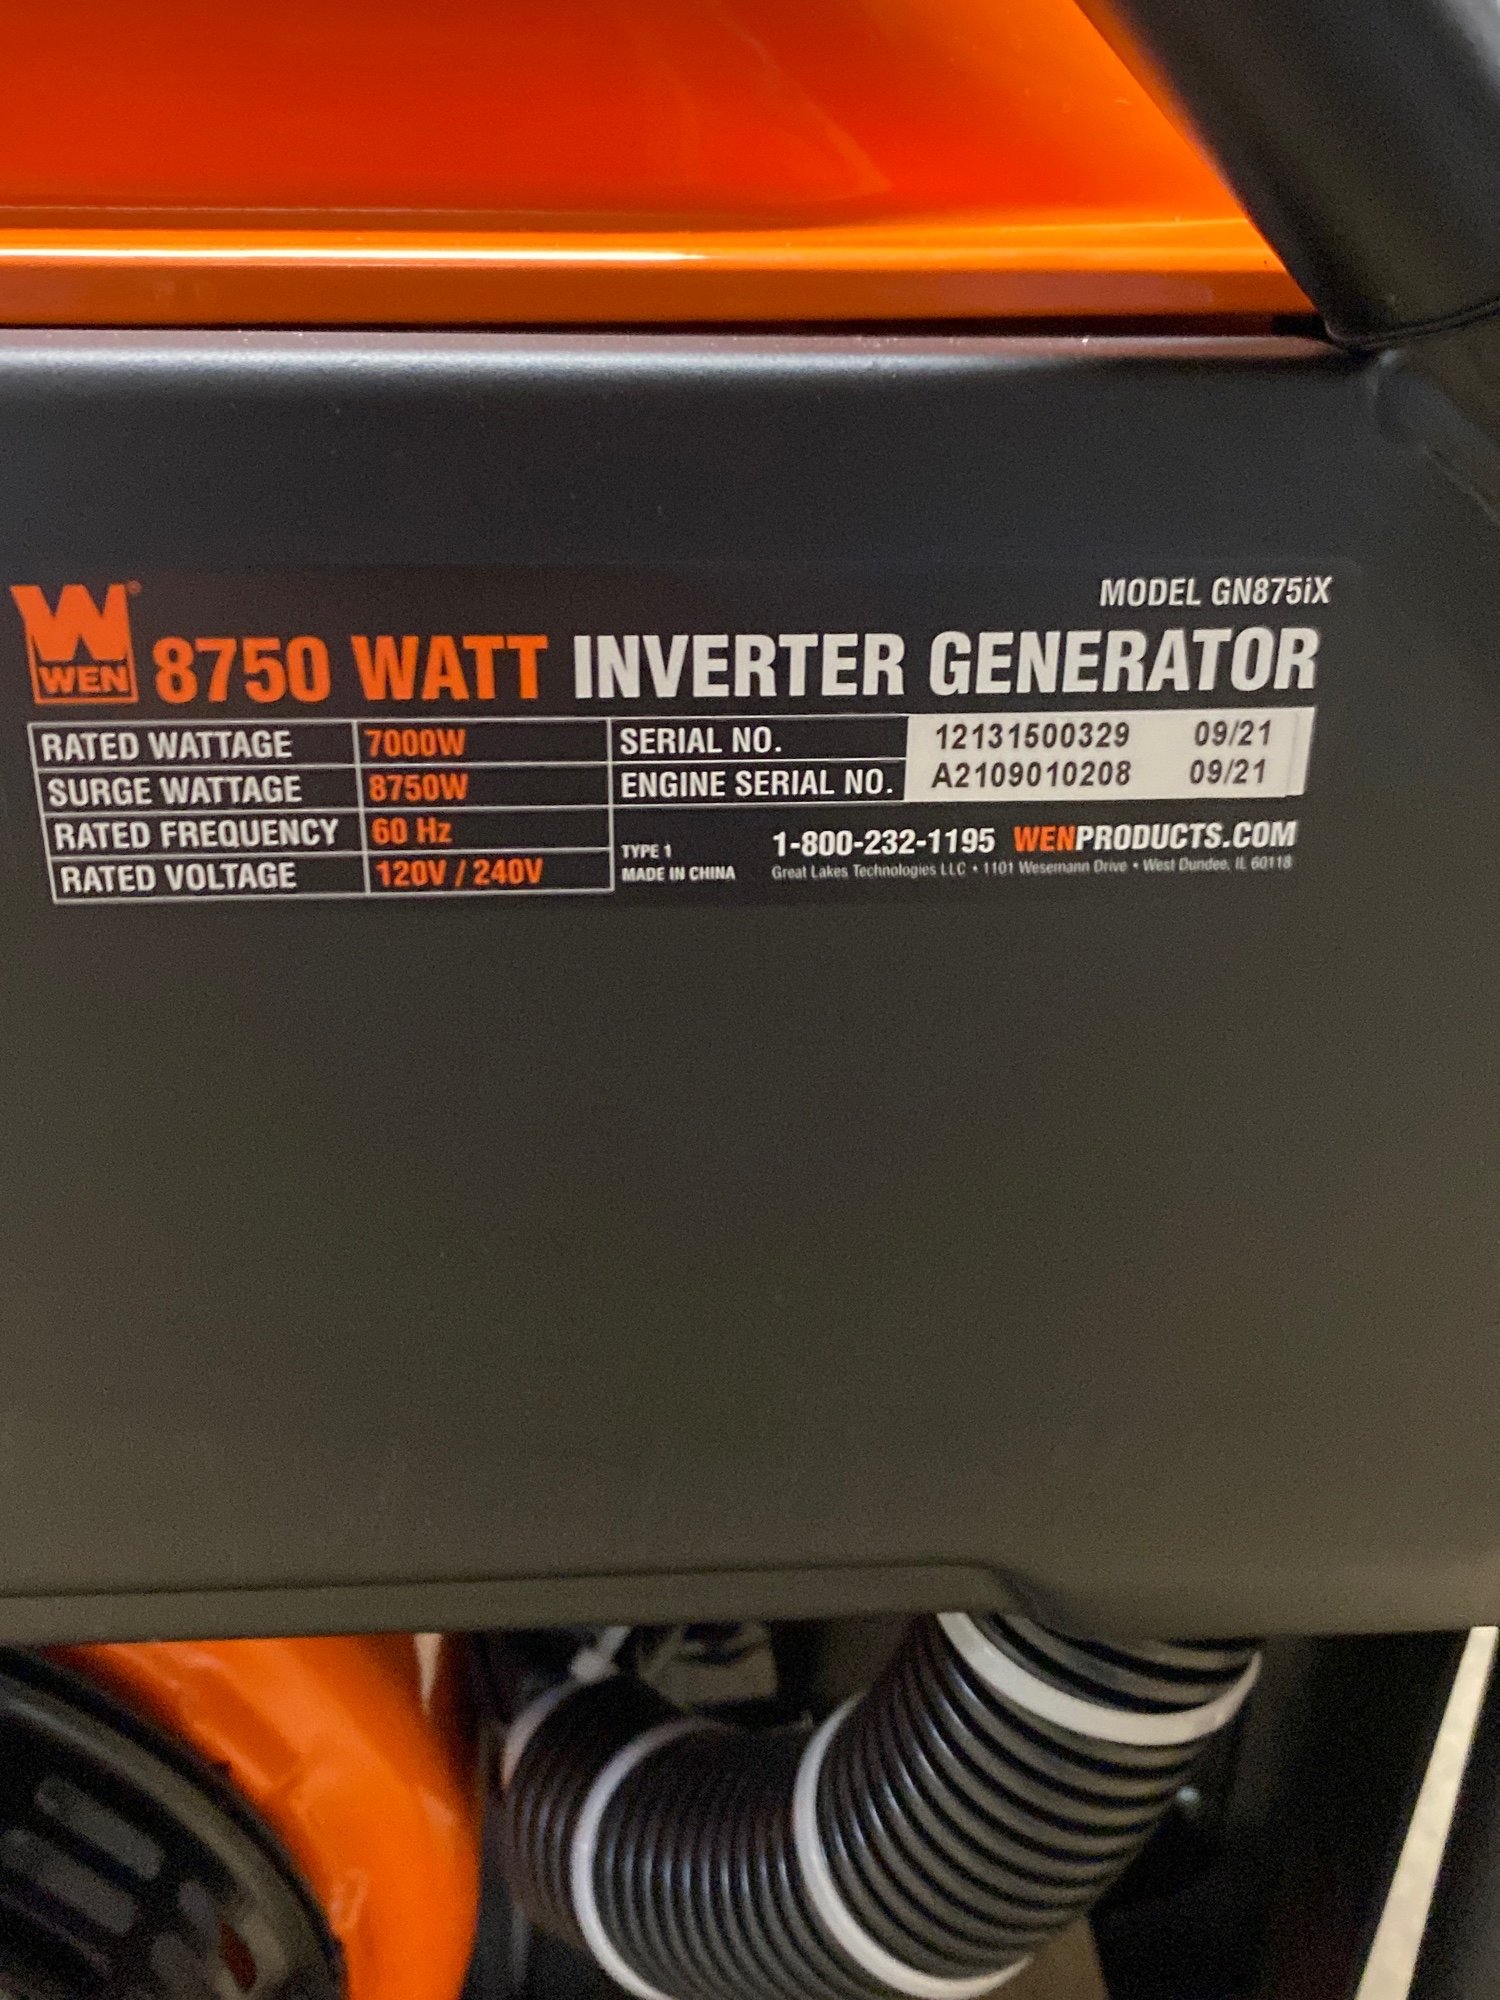 MODEL GN875iX
W®
WEN
8750 WATT INVERTER GENERATOR
RATED WATTAGE 7000W
SURGE WATTAGE 8750W
RATED FREQUENCY 60 Hz
RATED VOLTAGE 120V / 240V
SERIAL NO. 12131500329 09/21
ENGINE SERIAL NO. A2109010208 09/21
TYPE 1
MADE IN CHINA
1-800-232-1195 WENPRODUCTS.COM
Great Lakes Technologies LLC • 1101 Wesemann Drive • West Dundee, IL 60118